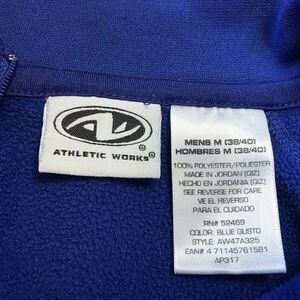 ATHLETIC WORKS®
MENS M (38/40)
HOMBRES M (38/40)
100% POLYESTER/POLIESTER
MADE IN JORDAN (QIZ)
HECHO EN JORDANIA (QIZ)
SEE REVERSE FOR CARE
VE EL REVERSO
PARA EL CUIDADO
RN# 52469
COLOR: BLUE GUSTO
STYLE: AW47A325
EAN# 4 71145761581
AP317